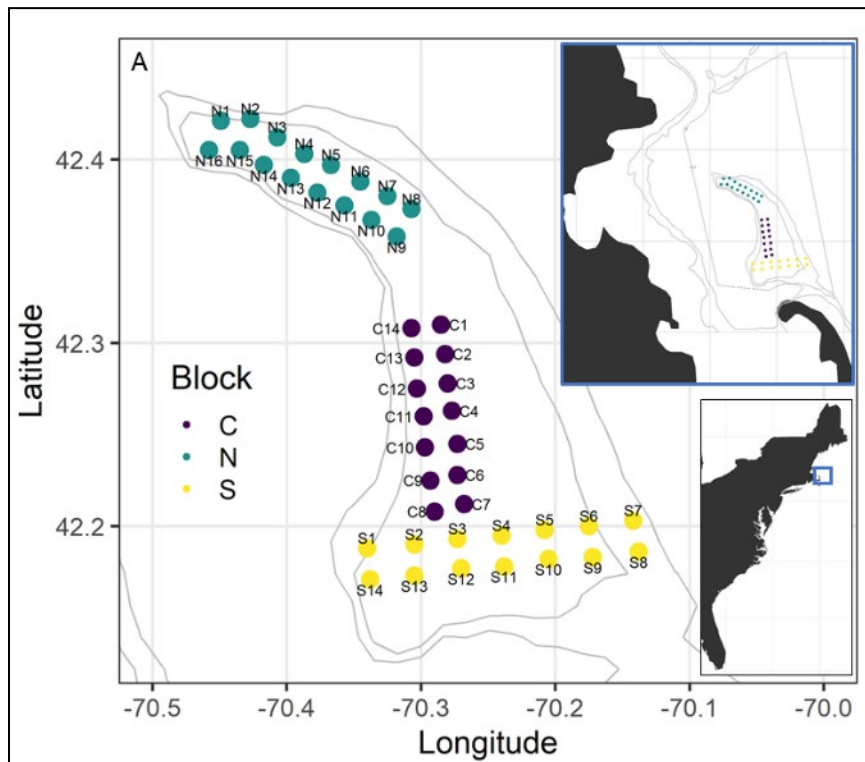 A
N1 N2
N3
N4
N5
N6
N7
N8
N16 N15
N14
N13
N12
N11
N10
N9
C14 C1
C13 C2
C12 C3
C11 C4
C10 C5
C9 C6
C8 C7
S1 S2 S3 S4 S5 S6 S7
S14 S13 S12 S11 S10 S9 S8
42.4
42.3
42.2
Latitude
Block
C
N
S
-70.5 -70.4 -70.3 -70.2 -70.1 -70.0
Longitude